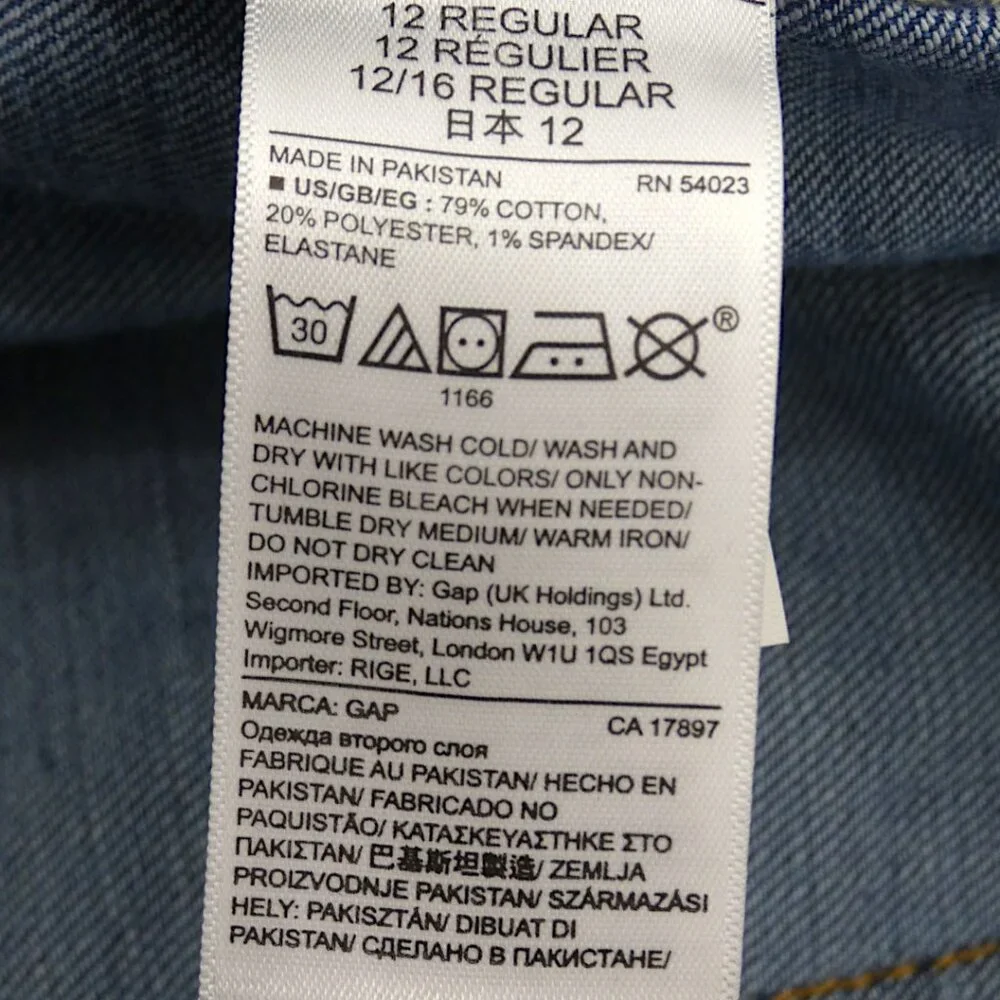 12 REGULAR
12 RÉGULIER
12/16 REGULAR
日本 12
MADE IN PAKISTAN RN 54023
■ US/GB/EG : 79% COTTON,
20% POLYESTER, 1% SPANDEX/
ELASTANE
30
®
1166
MACHINE WASH COLD/ WASH AND
DRY WITH LIKE COLORS/ ONLY NON-
CHLORINE BLEACH WHEN NEEDED/
TUMBLE DRY MEDIUM/ WARM IRON/
DO NOT DRY CLEAN
IMPORTED BY: Gap (UK Holdings) Ltd.
Second Floor, Nations House, 103
Wigmore Street, London W1U 1QS Egypt
Importer: RIGE, LLC
MARCA: GAP CA 17897
Одежда второго слоя
FABRIQUE AU PAKISTAN/ HECHO EN
PAKISTAN/ FABRICADO NO
PAQUISTÃO/ ΚΑΤΑΣΚΕΥΑΣΤΗΚΕ ΣΤΟ
ΠΑΚΙΣΤΑΝ/ 巴基斯坦製造/ ZEMLJA
PROIZVODNJE PAKISTAN/ SZÁRMAZÁSI
HELY: PAKISZTÁN/ DIBUAT DI
PAKISTAN/ СДЕЛАНО В ПАКИСТАНЕ/